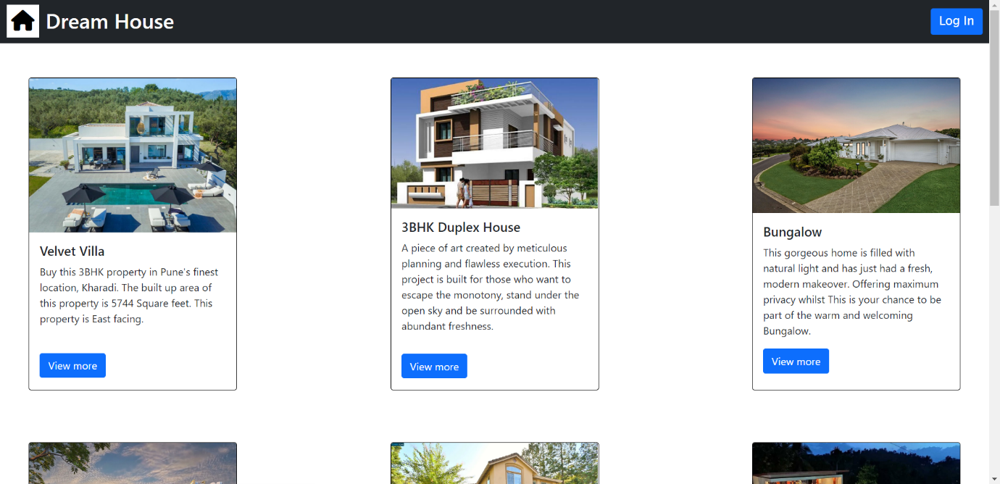 Dream House
Log In
Velvet Villa
Buy this 3BHK property in Pune's finest
location, Kharadi. The built up area of
this property is 5744 Square feet. This
property is East facing.
View more
3BHK Duplex House
A piece of art created by meticulous
planning and flawless execution. This
project is built for those who want to
escape the monotony, stand under the
open sky and be surrounded with
abundant freshness.
View more
Bungalow
This gorgeous home is filled with
natural light and has just had a fresh,
modern makeover. Offering maximum
privacy whilst This is your chance to be
part of the warm and welcoming
Bungalow.
View more